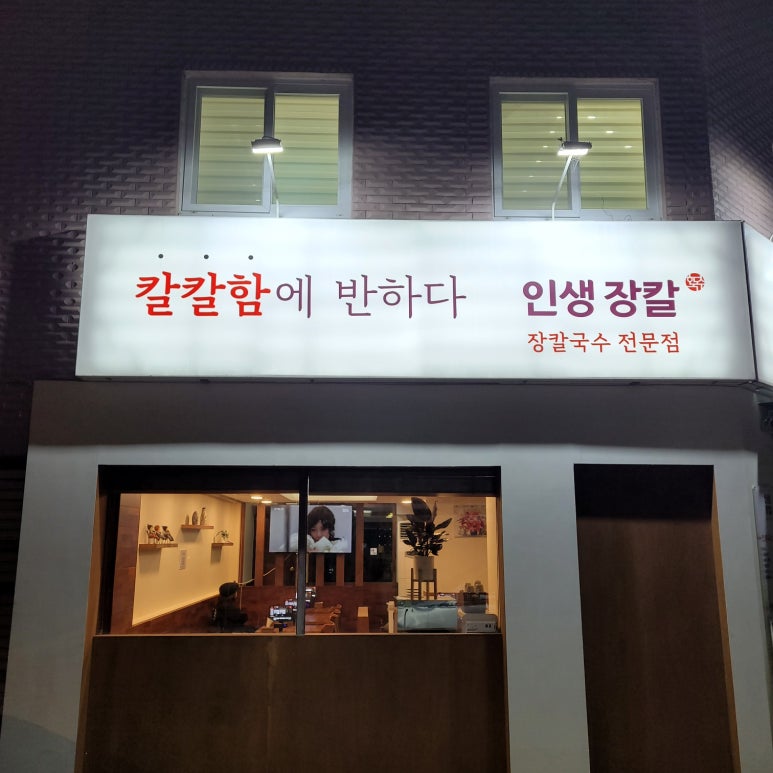 칼칼함에 반하다
인생 장칼
장칼국수 전문점